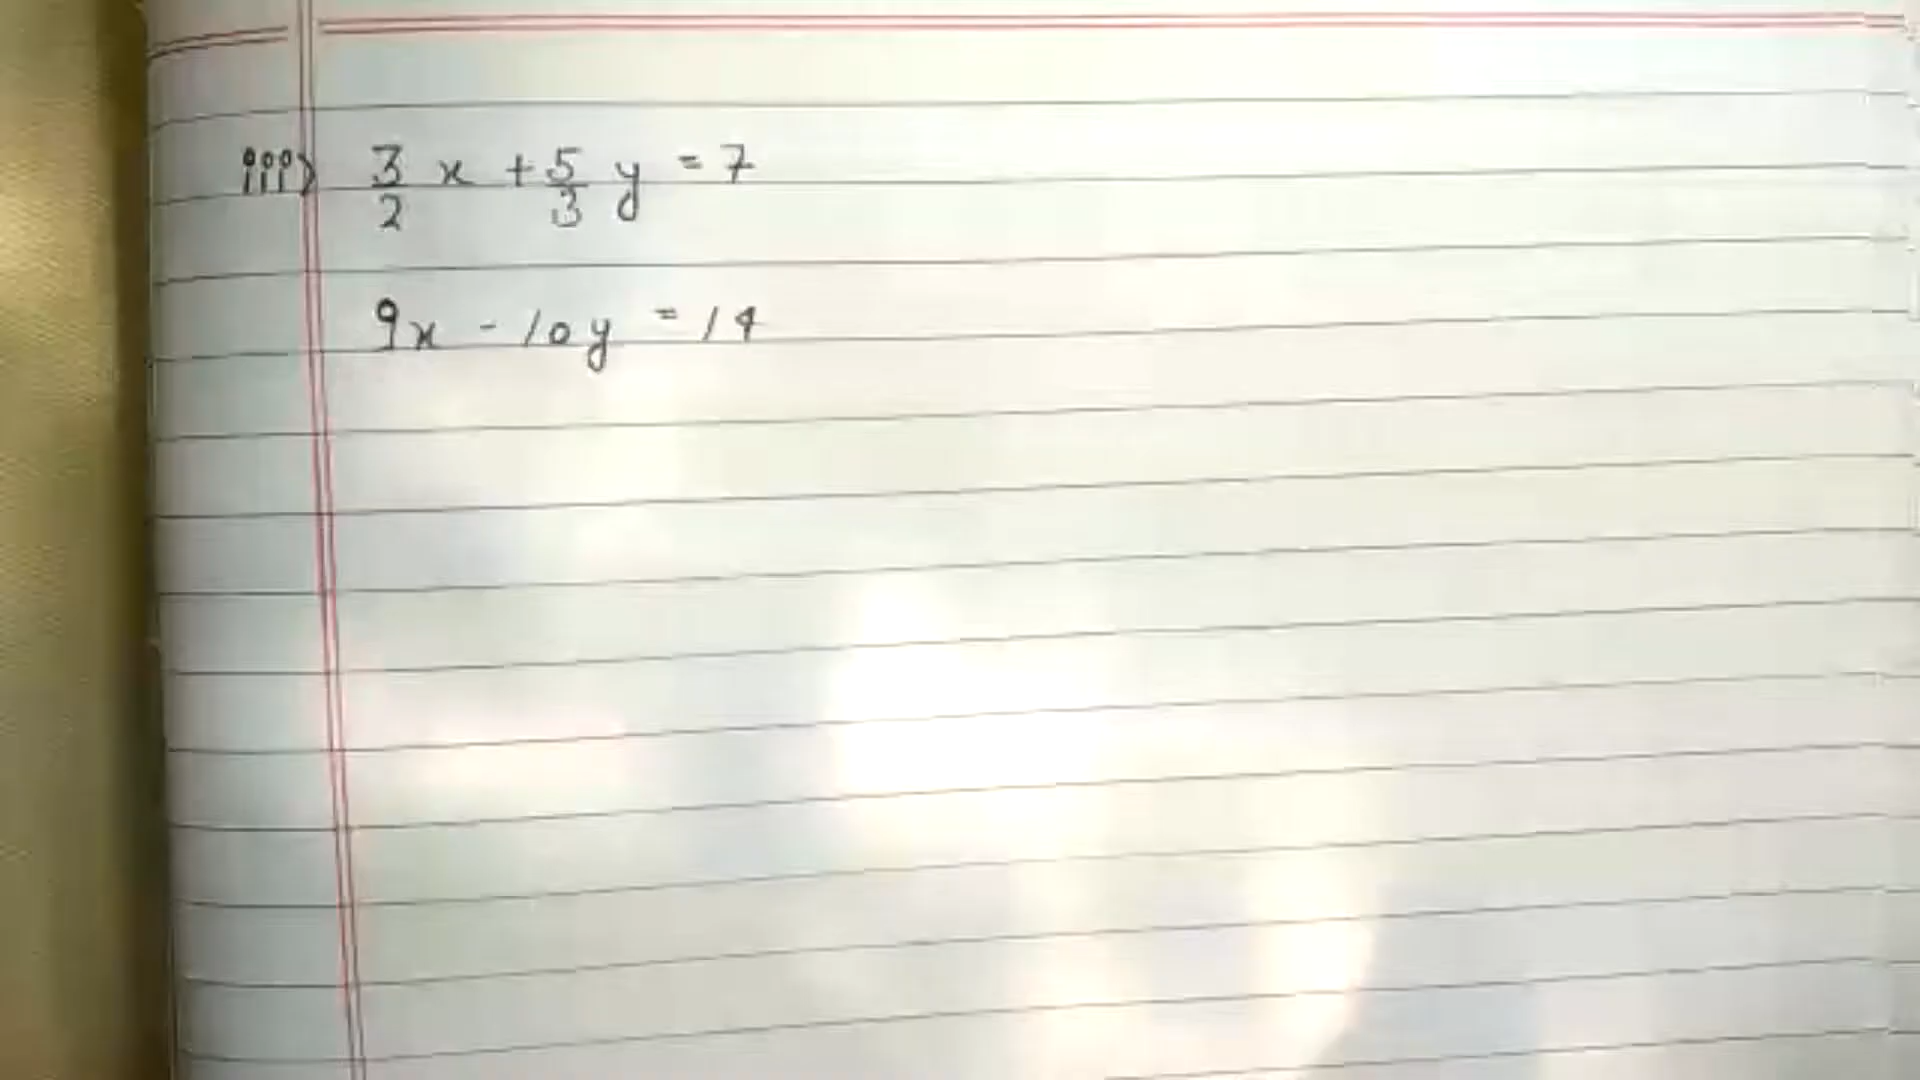 iii) 3/2 x + 5/3 y = 7
9x - 10y = 14